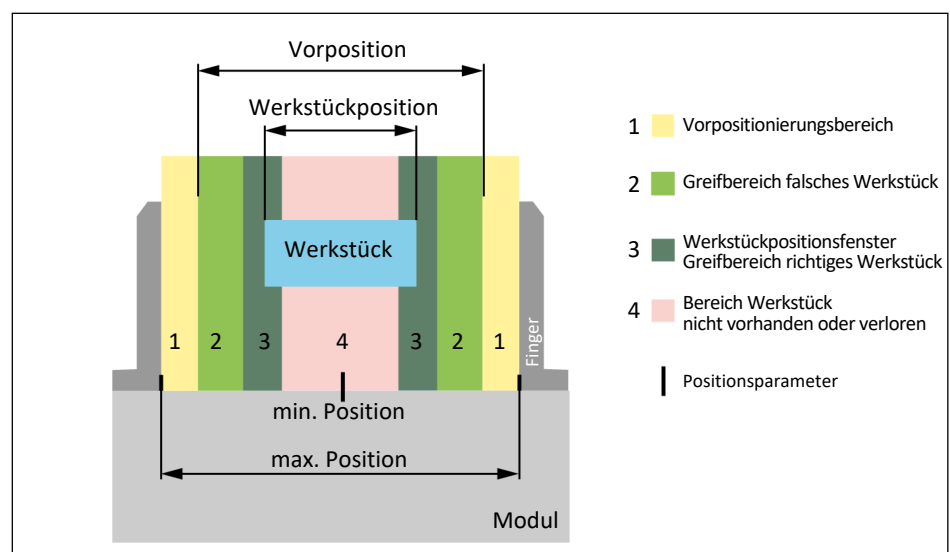 Vorposition
Werkstückposition
Werkstück
1 2 3 4 3 2 1
Finger
min. Position
max. Position
Modul
1 Vorpositionierungsbereich
2 Greifbereich falsches Werkstück
3 Werkstückpositionsfenster
Greifbereich richtiges Werkstück
4 Bereich Werkstück
nicht vorhanden oder verloren
Positionsparameter